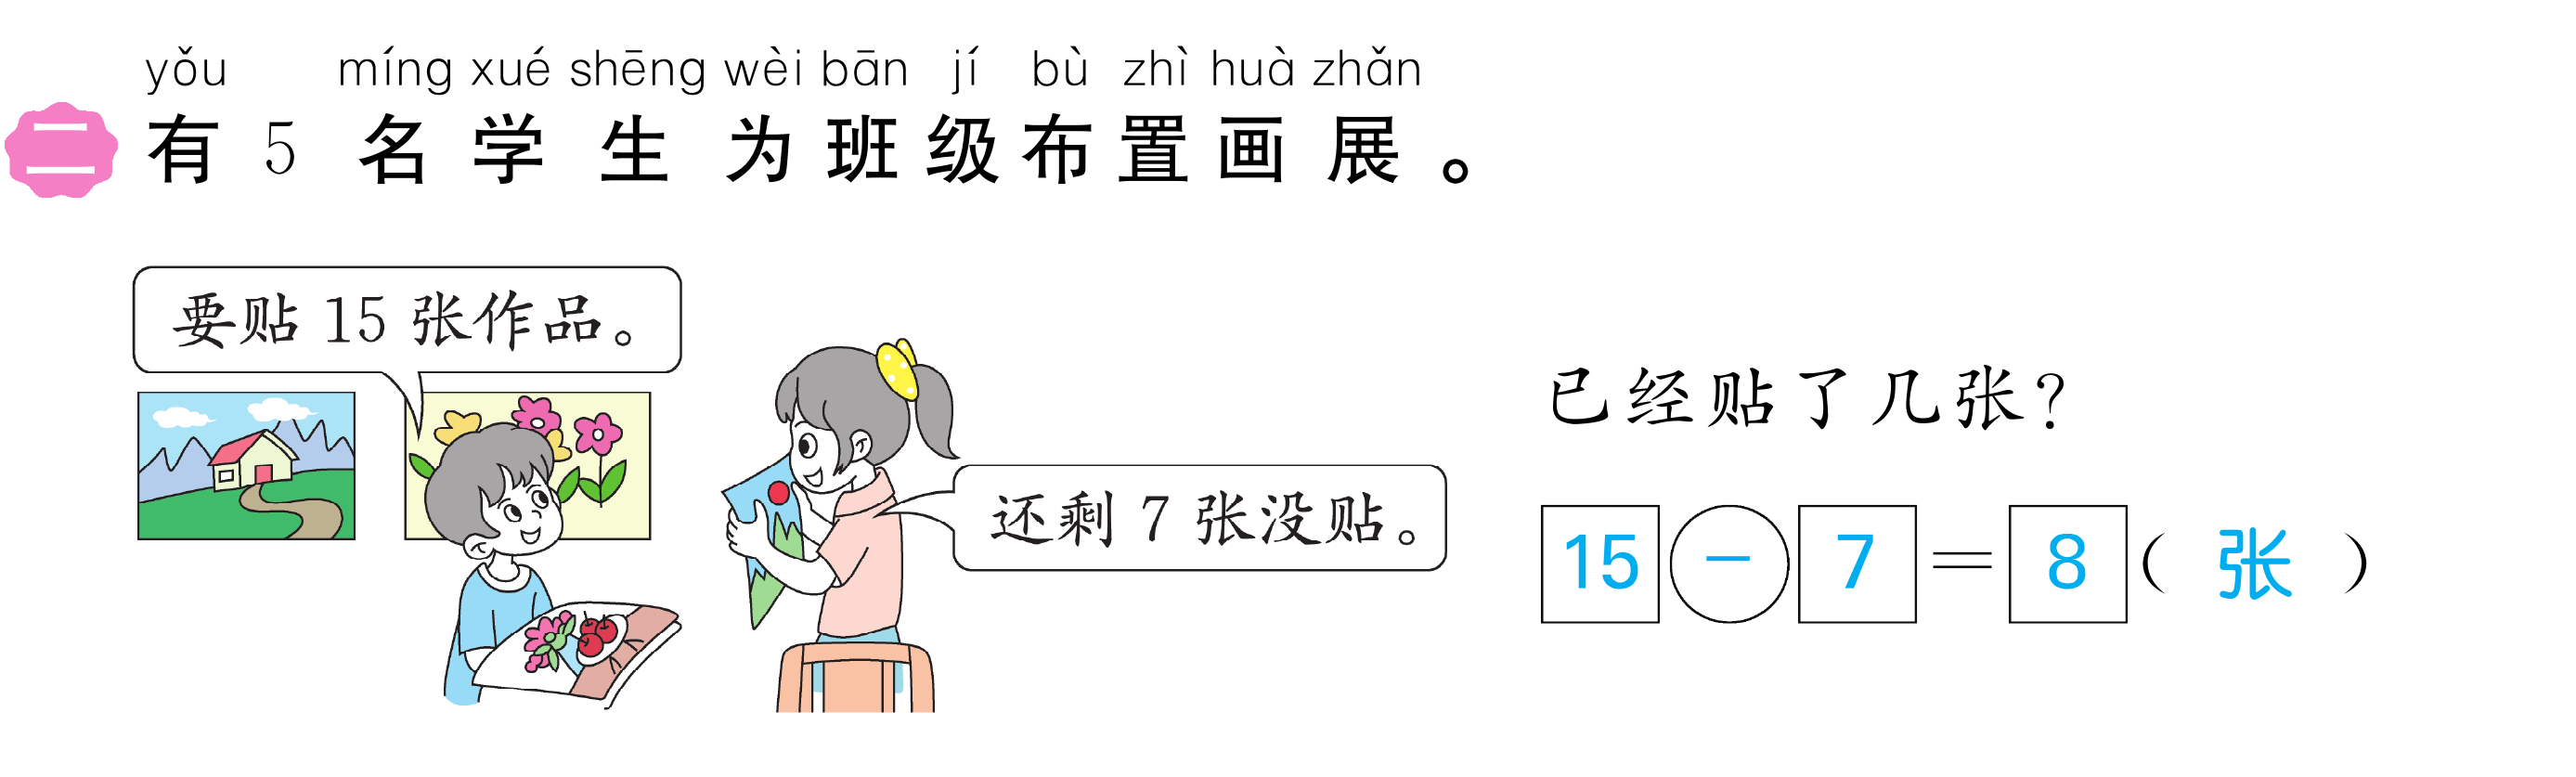 yǒu míng xué shēng wèi bān jí bù zhì huà zhǎn
二 有 5 名学生为班级布置画展。
要贴 15 张作品。
还剩 7 张没贴。
已经贴了几张？
15 − 7 = 8 ( 张 )